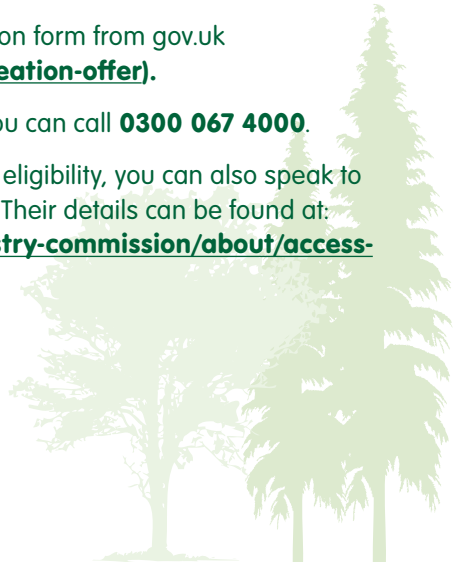 on form from gov.uk
eation-offer).
ou can call 0300 067 4000.
eligibility, you can also speak to
Their details can be found at:
stry-commission/about/access-